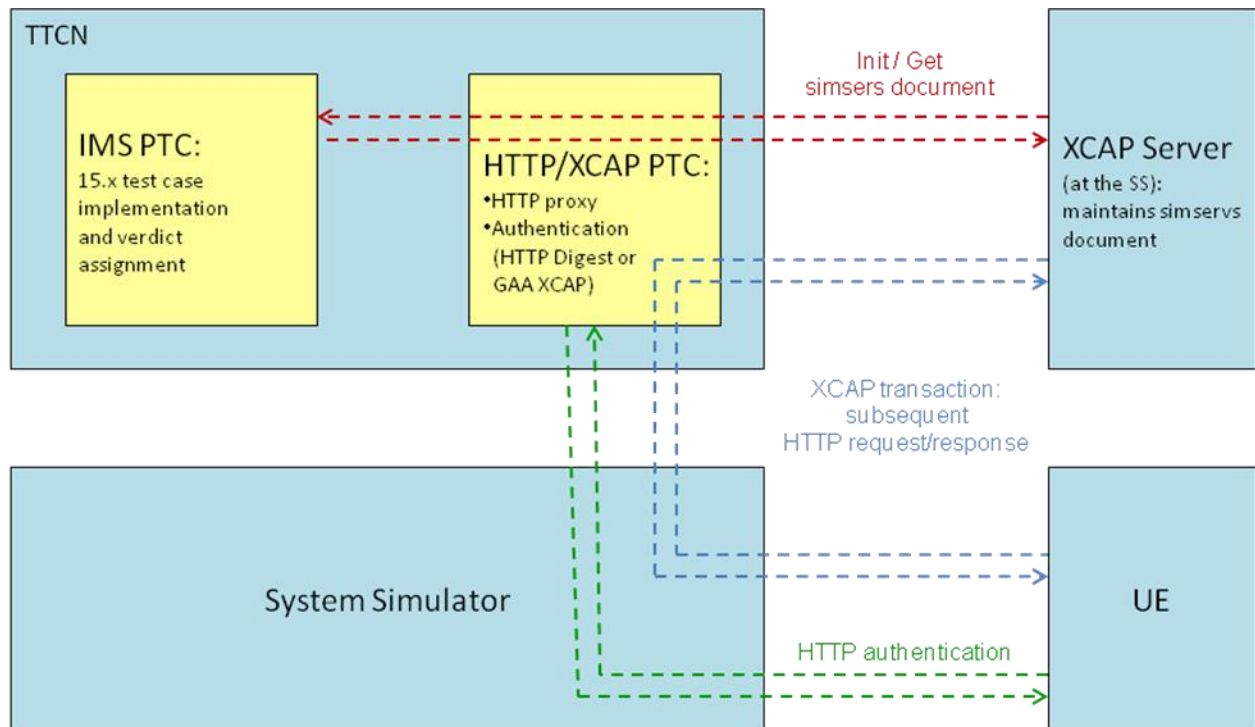 TTCN
Init / Get
simsers document
IMS PTC:
15.x test case
implementation
and verdict
assignment
HTTP/XCAP PTC:
•HTTP proxy
•Authentication
(HTTP Digest or
GAA XCAP)
XCAP Server
(at the SS):
maintains simservs
document
XCAP transaction:
subsequent
HTTP request/response
System Simulator
UE
HTTP authentication